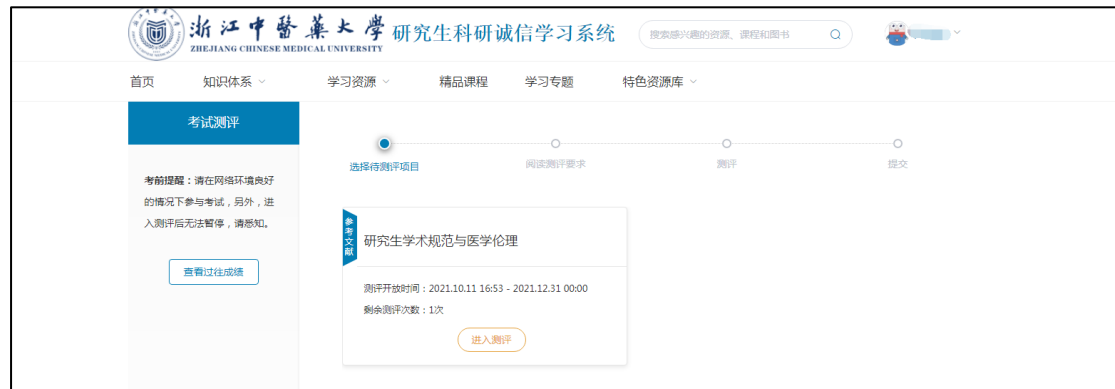 浙江中醫藥大學 研究生科研诚信学习系统 搜索感兴趣的资源、课程和图书
ZHEJIANG CHINESE MEDICAL UNIVERSITY
首页 知识体系 学习资源 精品课程 学习专题 特色资源库
考试测评
选择待测评项目 阅读测评要求 测评 提交
考前提醒：请在网络环境良好
的情况下参与考试，另外，进
入测评后无法暂停，请悉知。
查看过往成绩
参考文献
研究生学术规范与医学伦理
测评开放时间：2021.10.11 16:53 - 2021.12.31 00:00
剩余测评次数：1次
进入测评